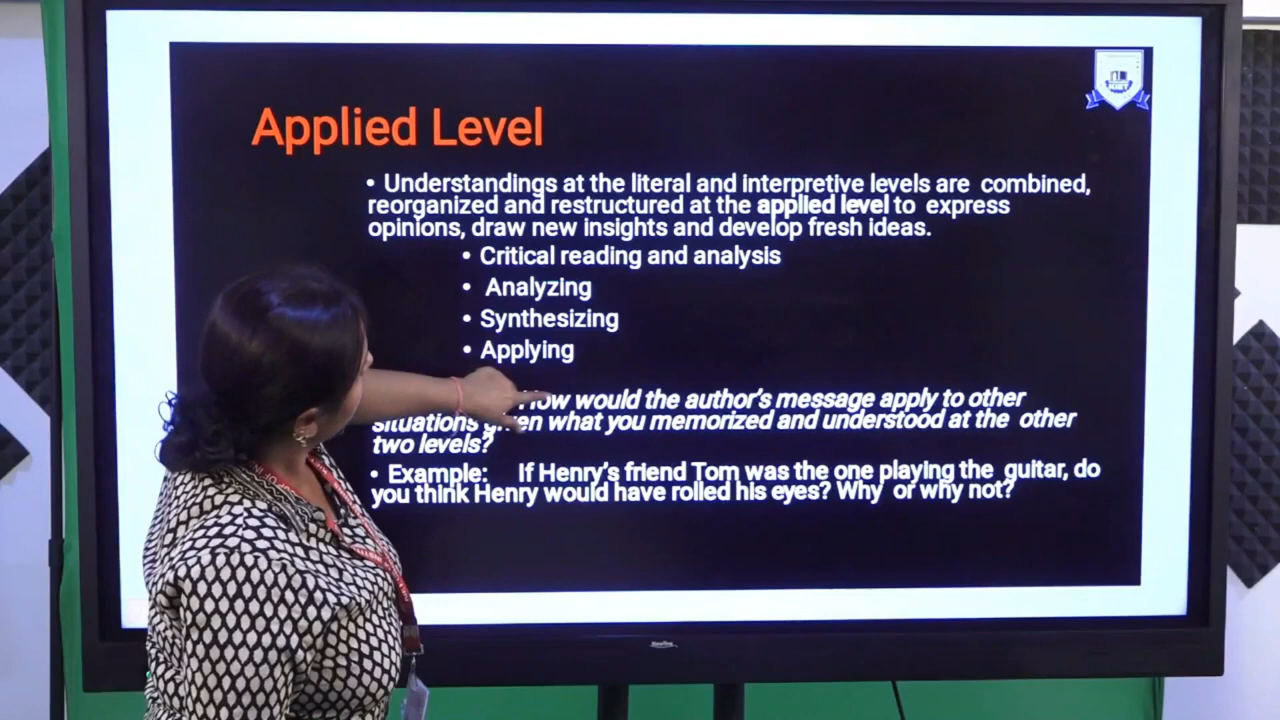 KIET
Applied Level
• Understandings at the literal and interpretive levels are combined,
reorganized and restructured at the applied level to express
opinions, draw new insights and develop fresh ideas.
• Critical reading and analysis
• Analyzing
• Synthesizing
• Applying
How would the author's message apply to other
situations given what you memorized and understood at the other
two levels?
• Example: If Henry's friend Tom was the one playing the guitar, do
you think Henry would have rolled his eyes? Why or why not?